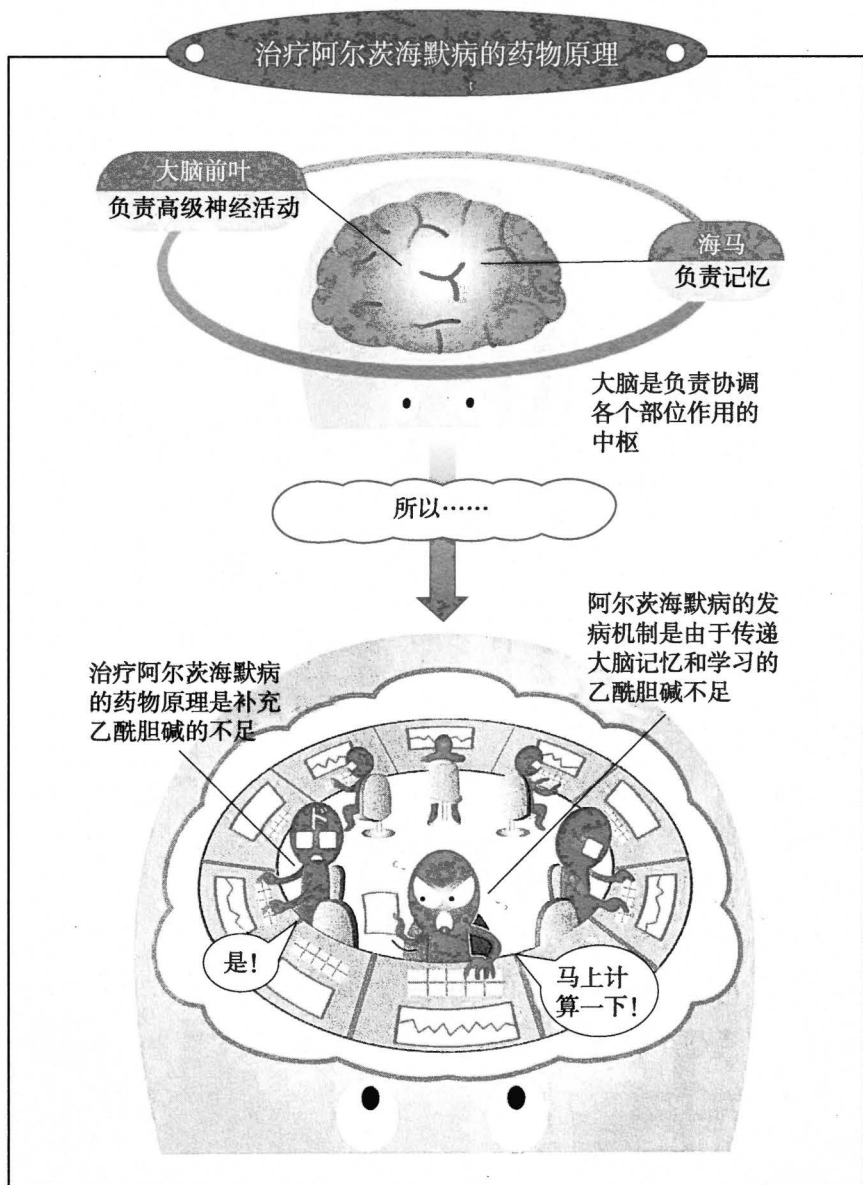 治疗阿尔茨海默病的药物原理
大脑前叶
负责高级神经活动
海马
负责记忆
大脑是负责协调
各个部位作用的
中枢
所以……
阿尔茨海默病的发
病机制是由于传递
大脑记忆和学习的
乙酰胆碱不足
治疗阿尔茨海默病
的药物原理是补充
乙酰胆碱的不足
ド
是！
马上计
算一下！